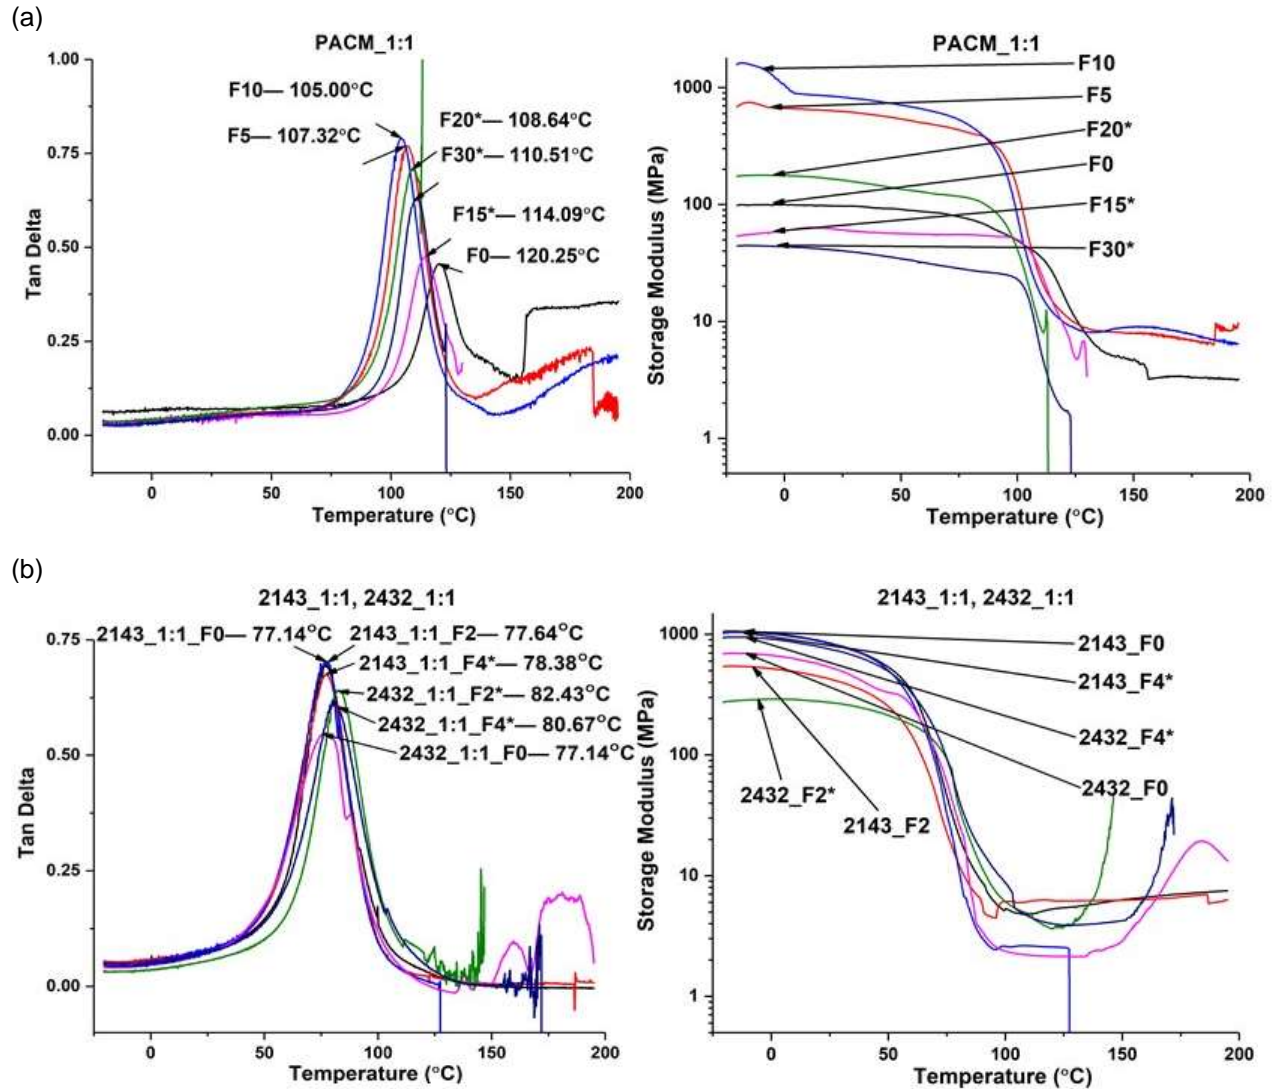 (a)
PACM_1:1
1.00
0.75
0.50
0.25
0.00
Tan Delta
F10— 105.00°C
F5— 107.32°C
F20*— 108.64°C
F30*— 110.51°C
F15*— 114.09°C
F0— 120.25°C
0 50 100 150 200
Temperature (°C)
PACM_1:1
1000
100
10
1
Storage Modulus (MPa)
F10
F5
F20*
F0
F15*
F30*
0 50 100 150 200
Temperature (°C)
(b)
2143_1:1, 2432_1:1
0.75
0.50
0.25
0.00
Tan Delta
2143_1:1_F0— 77.14°C
2143_1:1_F2— 77.64°C
2143_1:1_F4*— 78.38°C
2432_1:1_F2*— 82.43°C
2432_1:1_F4*— 80.67°C
2432_1:1_F0— 77.14°C
0 50 100 150 200
Temperature (°C)
2143_1:1, 2432_1:1
1000
100
10
1
Storage Modulus (MPa)
2143_F0
2143_F4*
2432_F4*
2432_F0
2432_F2*
2143_F2
0 50 100 150 200
Temperature (°C)